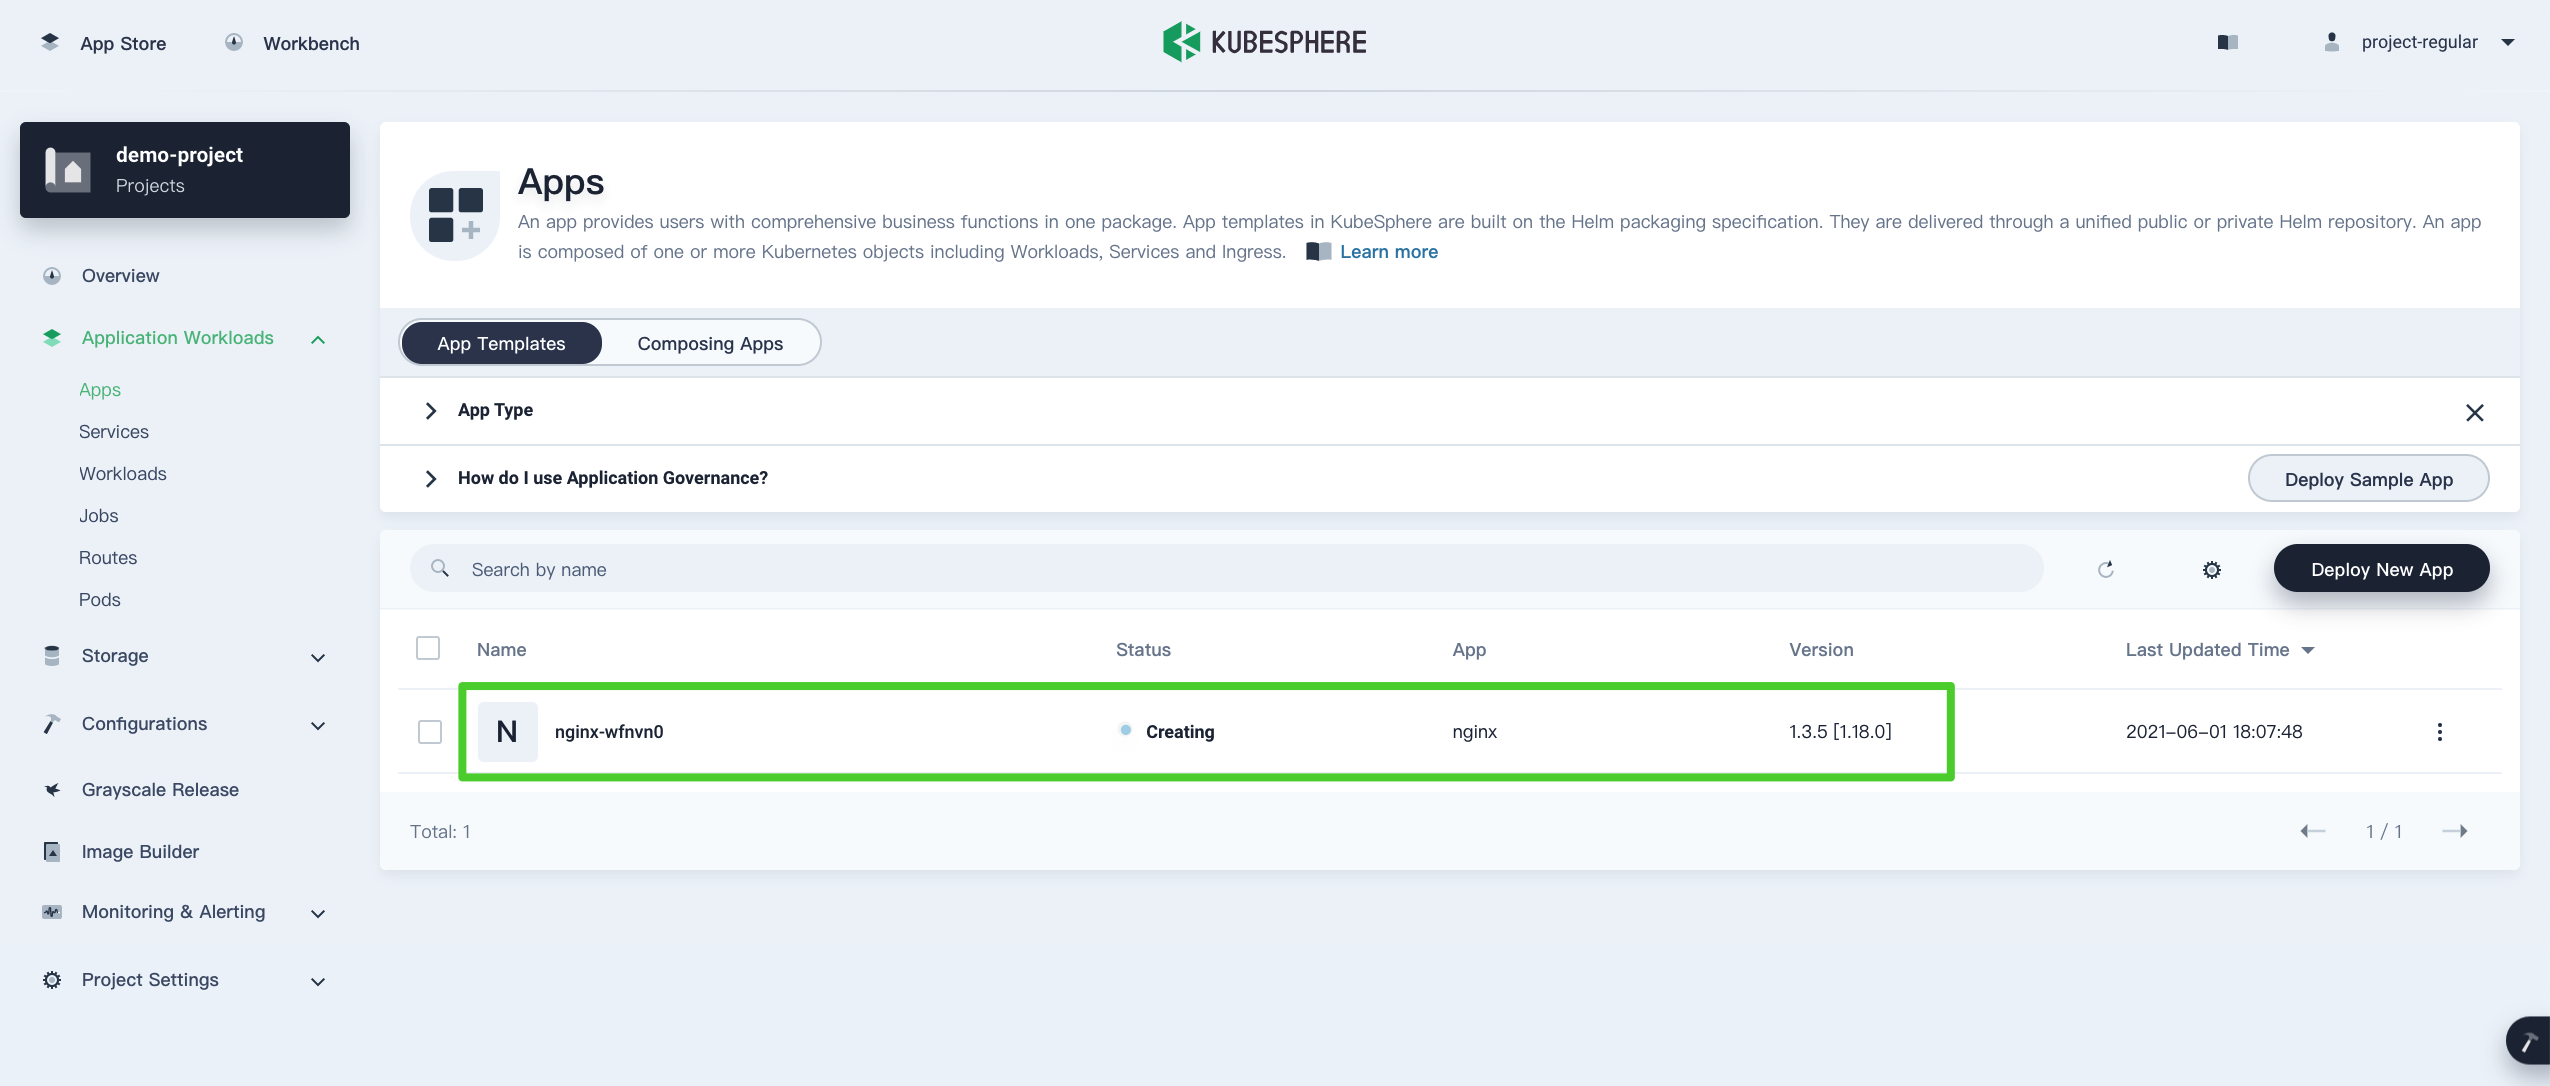 App Store
Workbench
KUBESPHERE
project-regular
demo-project
Projects
Overview
Application Workloads
Apps
Services
Workloads
Jobs
Routes
Pods
Storage
Configurations
Grayscale Release
Image Builder
Monitoring & Alerting
Project Settings
Apps
An app provides users with comprehensive business functions in one package. App templates in KubeSphere are built on the Helm packaging specification. They are delivered through a unified public or private Helm repository. An app
is composed of one or more Kubernetes objects including Workloads, Services and Ingress. Learn more
App Templates
Composing Apps
App Type
How do I use Application Governance?
Deploy Sample App
Search by name
Deploy New App
Name Status App Version Last Updated Time
N nginx-wfnvn0 Creating nginx 1.3.5 [1.18.0] 2021-06-01 18:07:48
Total: 1
1 / 1